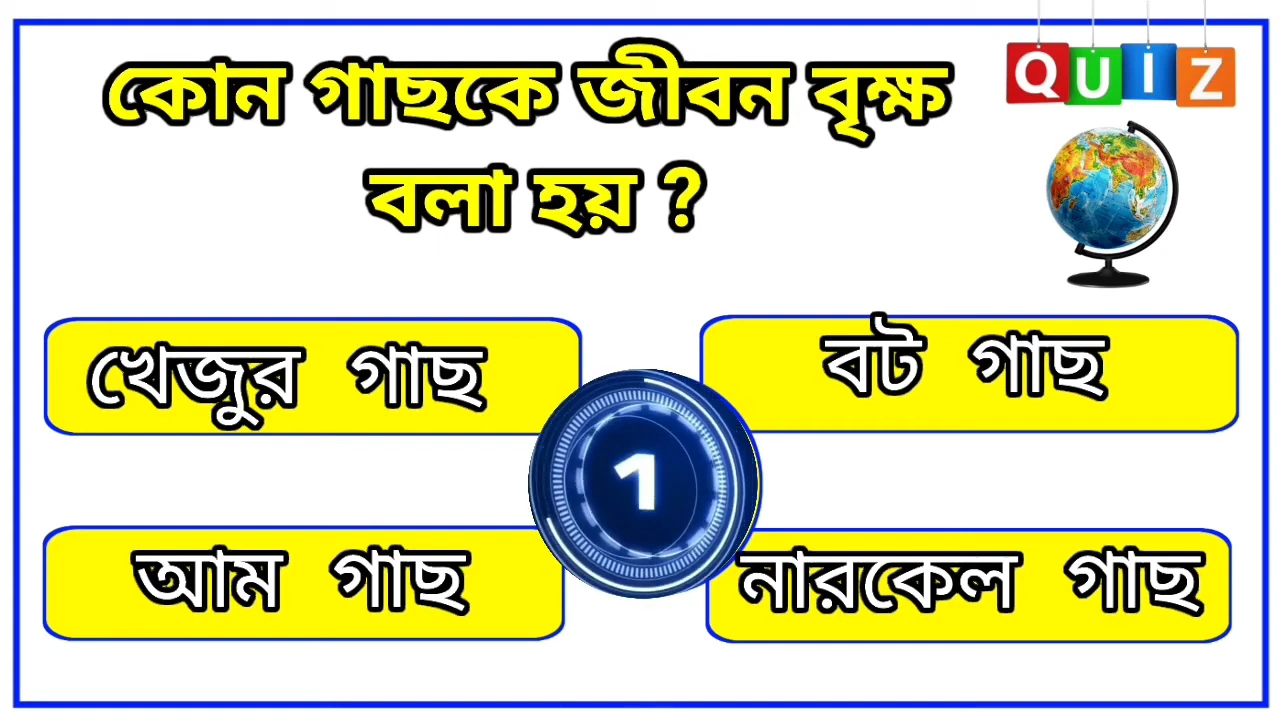 কোন গাছকে জীবন বৃক্ষ
বলা হয় ?
QUIZ
খেজুর গাছ
বট গাছ
1
আম গাছ
নারকেল গাছ